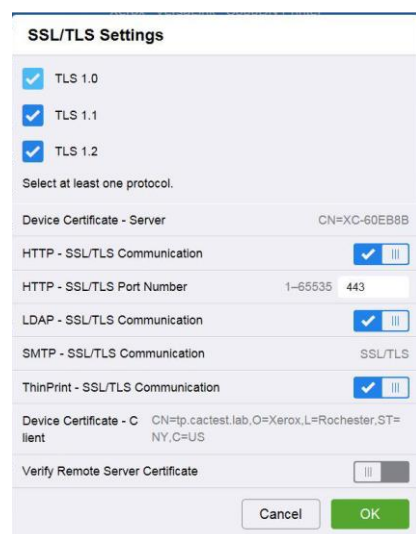 SSL/TLS Settings
TLS 1.0
TLS 1.1
TLS 1.2
Select at least one protocol.
Device Certificate - Server CN=XC-60EB8B
HTTP - SSL/TLS Communication
HTTP - SSL/TLS Port Number 1–65535 443
LDAP - SSL/TLS Communication
SMTP - SSL/TLS Communication SSL/TLS
ThinPrint - SSL/TLS Communication
Device Certificate - C CN=tp.cactest.lab,O=Xerox,L=Rochester,ST=
lient NY,C=US
Verify Remote Server Certificate
Cancel OK